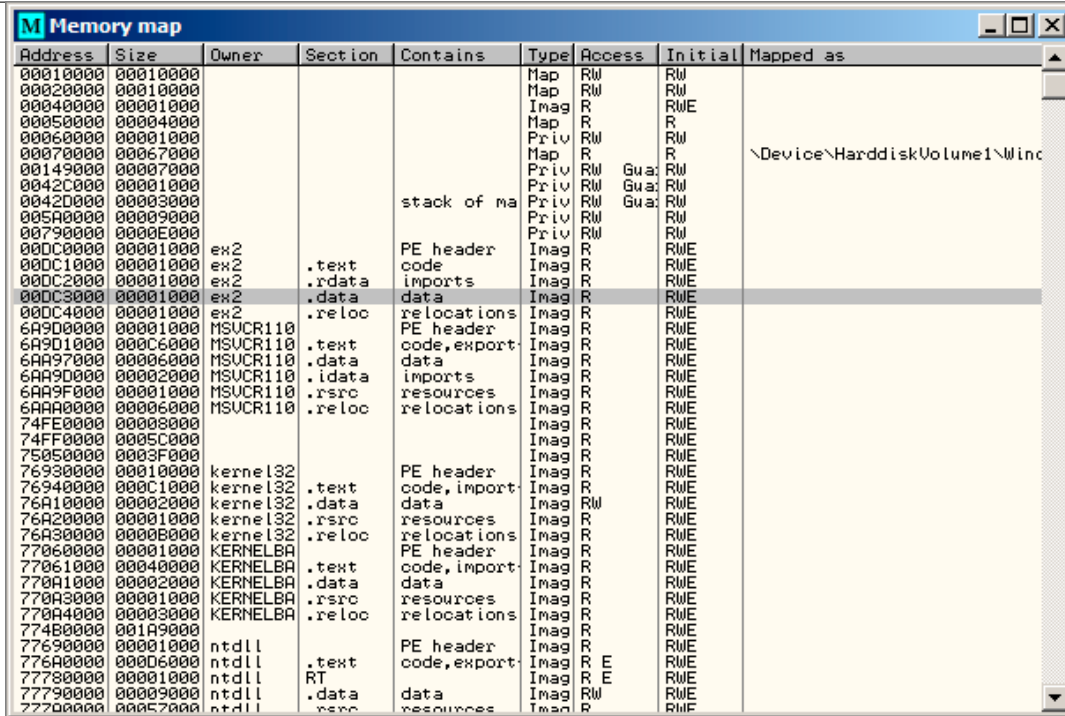 M Memory map
Address Size Owner Section Contains Type Access Initial Mapped as
00010000 00010000 Map RW RW
00020000 00010000 Map RW RW
00040000 00001000 Imag R RWE
00050000 00004000 Map R R
00060000 00001000 Priv RW RW
00070000 00067000 Map R R \Device\HarddiskVolume1\Winc
00149000 00007000 Priv RW Gua: RW
0042C000 00001000 Priv RW Gua: RW
0042D000 00003000 stack of ma Priv RW Gua: RW
005A0000 00009000 Priv RW RW
00790000 0000E000 Priv RW RW
00DC0000 00001000 ex2 PE header Imag R RWE
00DC1000 00001000 ex2 .text code Imag R RWE
00DC2000 00001000 ex2 .rdata imports Imag R RWE
00DC3000 00001000 ex2 .data data Imag R RWE
00DC4000 00001000 ex2 .reloc relocations Imag R RWE
6A9D0000 00001000 MSVCR110 PE header Imag R RWE
6A9D1000 000C6000 MSVCR110 .text code,export Imag R RWE
6AA97000 00006000 MSVCR110 .data data Imag R RWE
6AA9D000 00002000 MSVCR110 .idata imports Imag R RWE
6AA9F000 00001000 MSVCR110 .rsrc resources Imag R RWE
6AAA0000 00006000 MSVCR110 .reloc relocations Imag R RWE
74FE0000 00008000 Imag R RWE
74FF0000 0005C000 Imag R RWE
75050000 0003F000 Imag R RWE
76930000 00010000 kernel32 PE header Imag R RWE
76940000 000C1000 kernel32 .text code,import Imag R RWE
76A10000 00002000 kernel32 .data data Imag RW RWE
76A20000 00001000 kernel32 .rsrc resources Imag R RWE
76A30000 0000B000 kernel32 .reloc relocations Imag R RWE
77060000 00001000 KERNELBA PE header Imag R RWE
77061000 00040000 KERNELBA .text code,import Imag R RWE
770A1000 00002000 KERNELBA .data data Imag R RWE
770A3000 00001000 KERNELBA .rsrc resources Imag R RWE
770A4000 00003000 KERNELBA .reloc relocations Imag R RWE
774B0000 001A9000 Imag R RWE
77690000 00001000 ntdll PE header Imag R RWE
776A0000 000D6000 ntdll .text code,export Imag R E RWE
77780000 00001000 ntdll RT Imag R E RWE
77790000 00009000 ntdll .data data Imag RW RWE
777A0000 00057000 ntdll .rsrc resources Imag R RWE